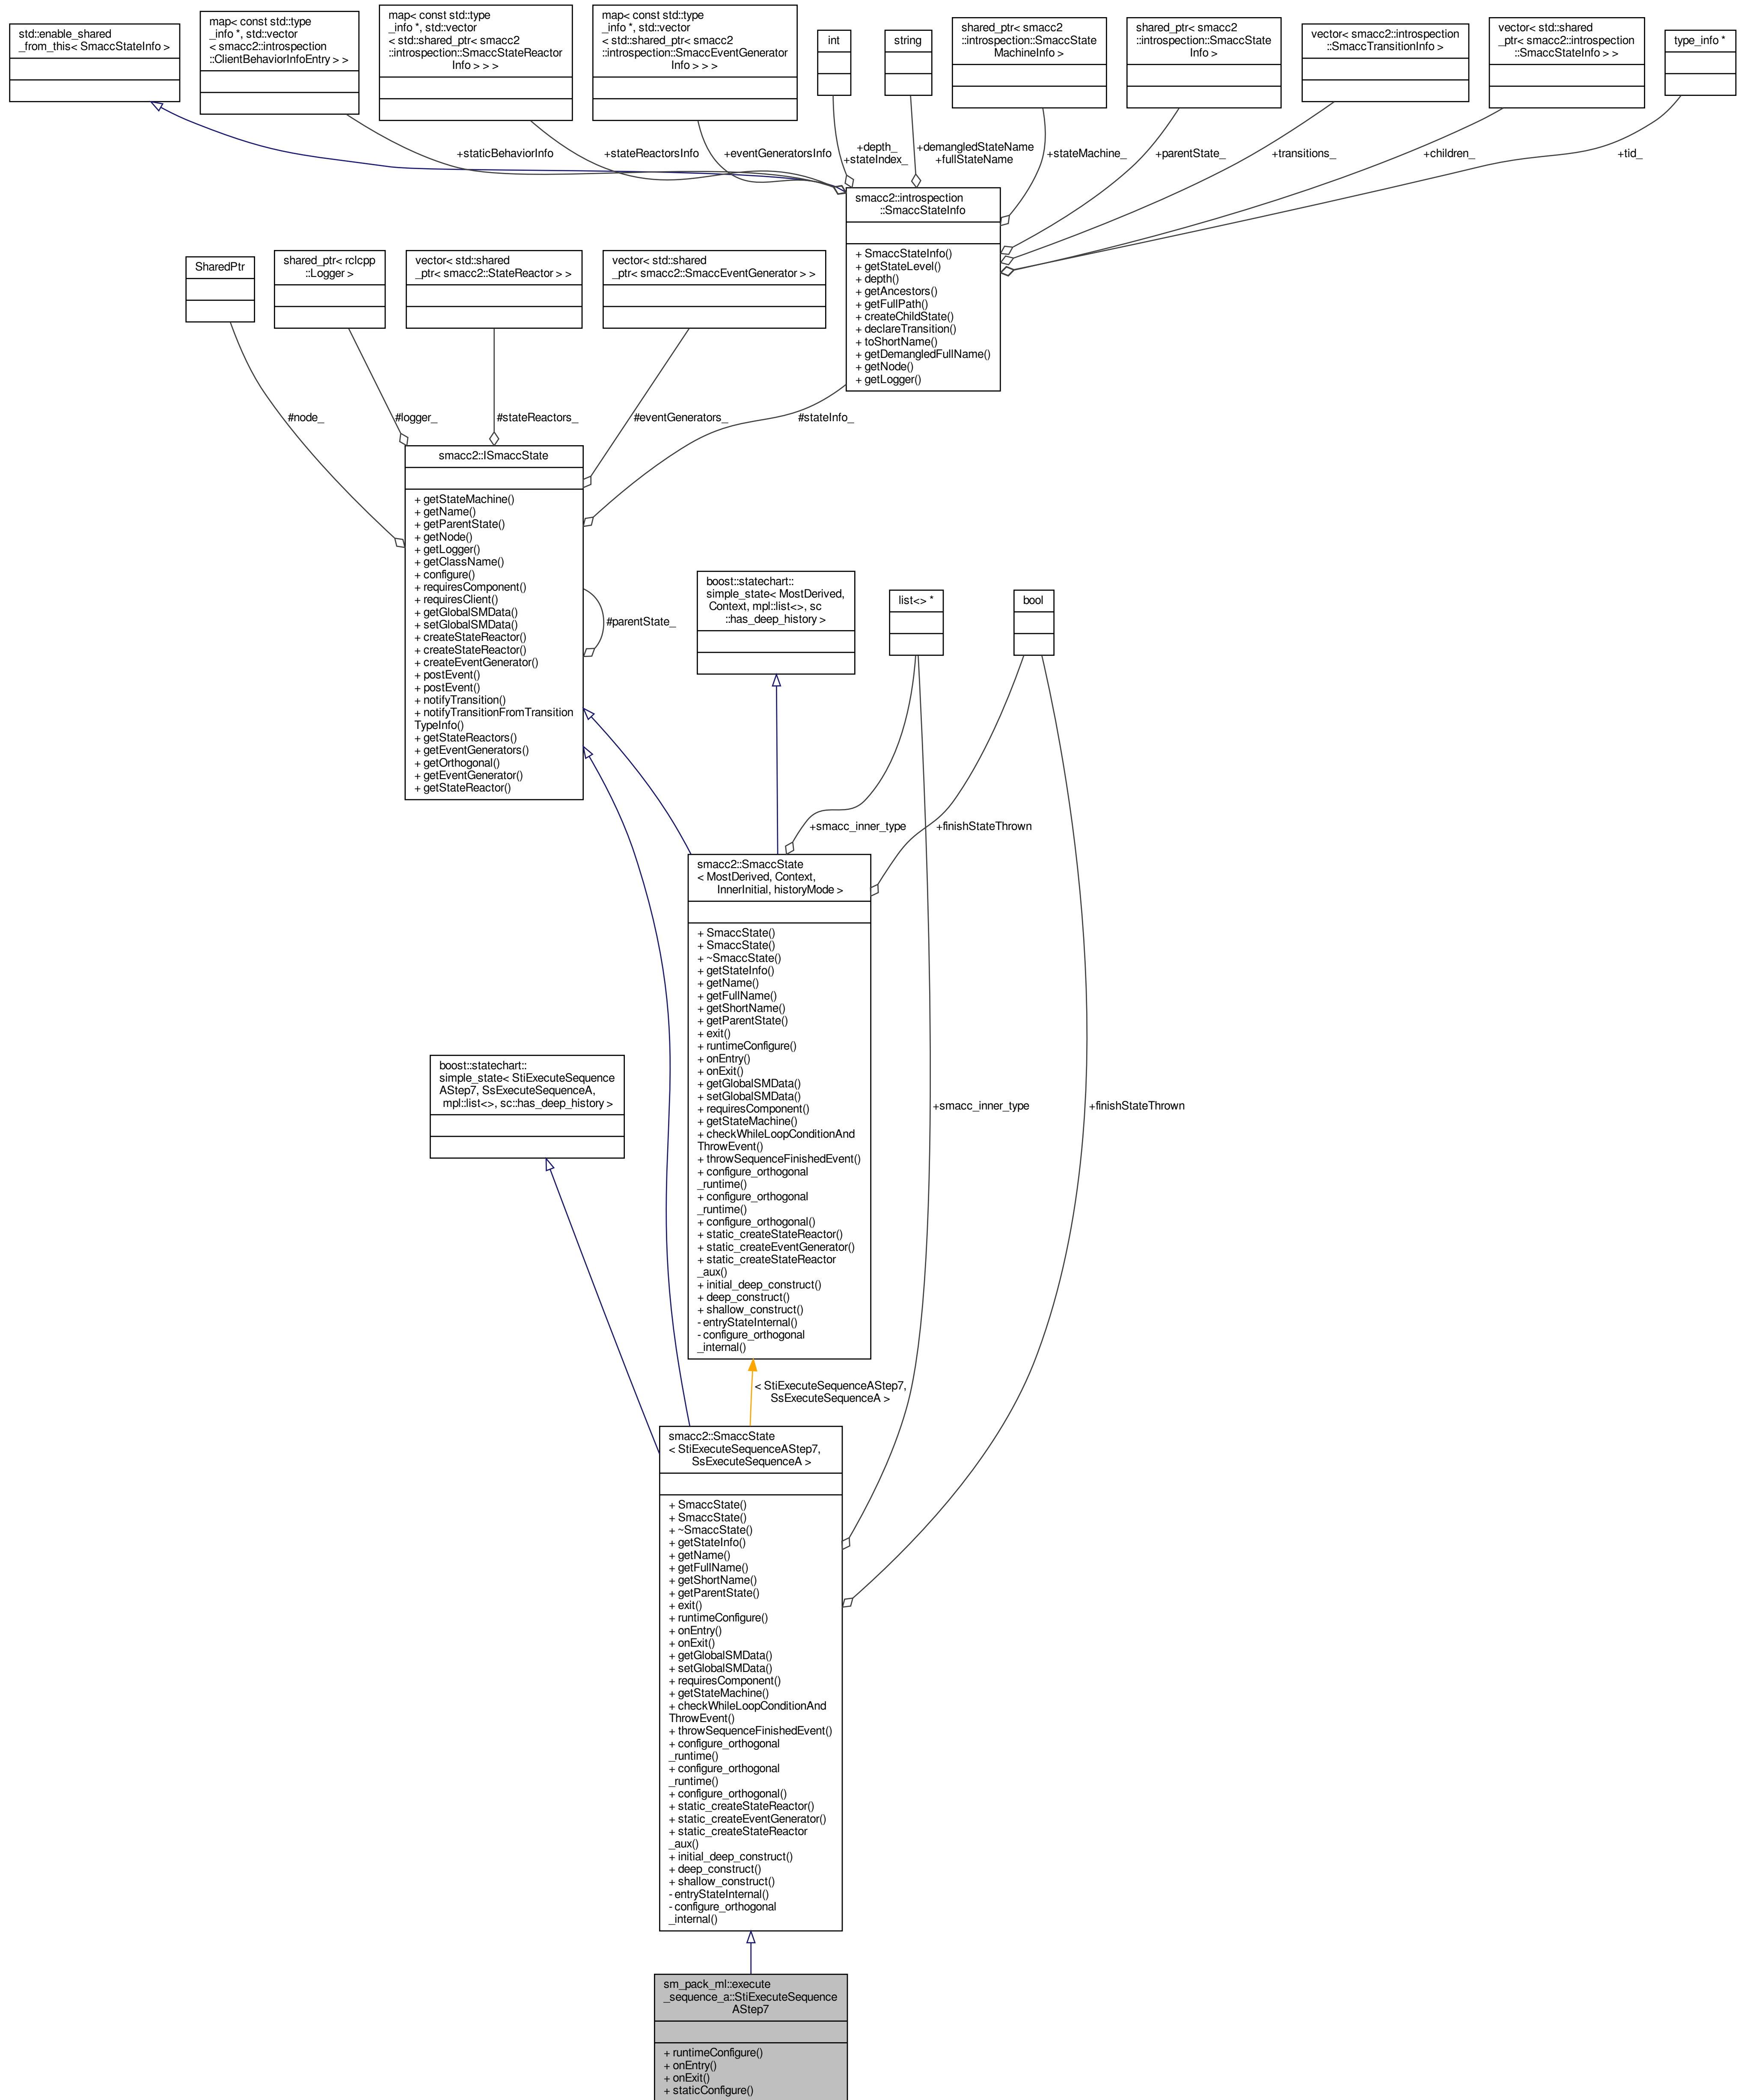 std::enable_shared
_from_this< SmaccStateInfo >
map< const std::type
_info *, std::vector
< smacc2::introspection
::ClientBehaviorInfoEntry > >
map< const std::type
_info *, std::vector
< std::shared_ptr< smacc2
::introspection::SmaccStateReactor
Info > > >
map< const std::type
_info *, std::vector
< std::shared_ptr< smacc2
::introspection::SmaccEventGenerator
Info > > >
int
string
shared_ptr< smacc2
::introspection::SmaccState
MachineInfo >
shared_ptr< smacc2
::introspection::SmaccState
Info >
vector< smacc2::introspection
::SmaccTransitionInfo >
vector< std::shared
_ptr< smacc2::introspection
::SmaccStateInfo > >
type_info *
+staticBehaviorInfo
+stateReactorsInfo
+eventGeneratorsInfo
+depth_
+stateIndex_
+demangledStateName
+fullStateName
+stateMachine_
+parentState_
+transitions_
+children_
+tid_
smacc2::introspection
::SmaccStateInfo
+ SmaccStateInfo()
+ getStateLevel()
+ depth()
+ getAncestors()
+ getFullPath()
+ createChildState()
+ declareTransition()
+ toShortName()
+ getDemangledFullName()
+ getNode()
+ getLogger()
SharedPtr
shared_ptr< rclcpp
::Logger >
vector< std::shared
_ptr< smacc2::StateReactor > >
vector< std::shared
_ptr< smacc2::SmaccEventGenerator > >
#node_
#logger_
#stateReactors_
#eventGenerators_
#stateInfo_
smacc2::ISmaccState
+ getStateMachine()
+ getName()
+ getParentState()
+ getNode()
+ getLogger()
+ getClassName()
+ configure()
+ requiresComponent()
+ requiresClient()
+ getGlobalSMData()
+ setGlobalSMData()
+ createStateReactor()
+ createStateReactor()
+ createEventGenerator()
+ postEvent()
+ postEvent()
+ notifyTransition()
+ notifyTransitionFromTransition
TypeInfo()
+ getStateReactors()
+ getEventGenerators()
+ getOrthogonal()
+ getEventGenerator()
+ getStateReactor()
#parentState_
boost::statechart::
simple_state< MostDerived,
Context, mpl::list<>, sc
::has_deep_history >
list<> *
bool
+smacc_inner_type
+finishStateThrown
smacc2::SmaccState
< MostDerived, Context,
InnerInitial, historyMode >
+ SmaccState()
+ SmaccState()
+ ~SmaccState()
+ getStateInfo()
+ getName()
+ getFullName()
+ getShortName()
+ getParentState()
+ exit()
+ runtimeConfigure()
+ onEntry()
+ onExit()
+ getGlobalSMData()
+ setGlobalSMData()
+ requiresComponent()
+ getStateMachine()
+ checkWhileLoopConditionAnd
ThrowEvent()
+ throwSequenceFinishedEvent()
+ configure_orthogonal
_runtime()
+ configure_orthogonal
_runtime()
+ configure_orthogonal()
+ static_createStateReactor()
+ static_createEventGenerator()
+ static_createStateReactor
_aux()
+ initial_deep_construct()
+ deep_construct()
+ shallow_construct()
- entryStateInternal()
- configure_orthogonal
_internal()
boost::statechart::
simple_state< StiExecuteSequence
AStep7, SsExecuteSequenceA,
mpl::list<>, sc::has_deep_history >
+smacc_inner_type
+finishStateThrown
< StiExecuteSequenceAStep7,
SsExecuteSequenceA >
smacc2::SmaccState
< StiExecuteSequenceAStep7,
SsExecuteSequenceA >
+ SmaccState()
+ SmaccState()
+ ~SmaccState()
+ getStateInfo()
+ getName()
+ getFullName()
+ getShortName()
+ getParentState()
+ exit()
+ runtimeConfigure()
+ onEntry()
+ onExit()
+ getGlobalSMData()
+ setGlobalSMData()
+ requiresComponent()
+ getStateMachine()
+ checkWhileLoopConditionAnd
ThrowEvent()
+ throwSequenceFinishedEvent()
+ configure_orthogonal
_runtime()
+ configure_orthogonal
_runtime()
+ configure_orthogonal()
+ static_createStateReactor()
+ static_createEventGenerator()
+ static_createStateReactor
_aux()
+ initial_deep_construct()
+ deep_construct()
+ shallow_construct()
- entryStateInternal()
- configure_orthogonal
_internal()
sm_pack_ml::execute
_sequence_a::StiExecuteSequence
AStep7
+ runtimeConfigure()
+ onEntry()
+ onExit()
+ staticConfigure()